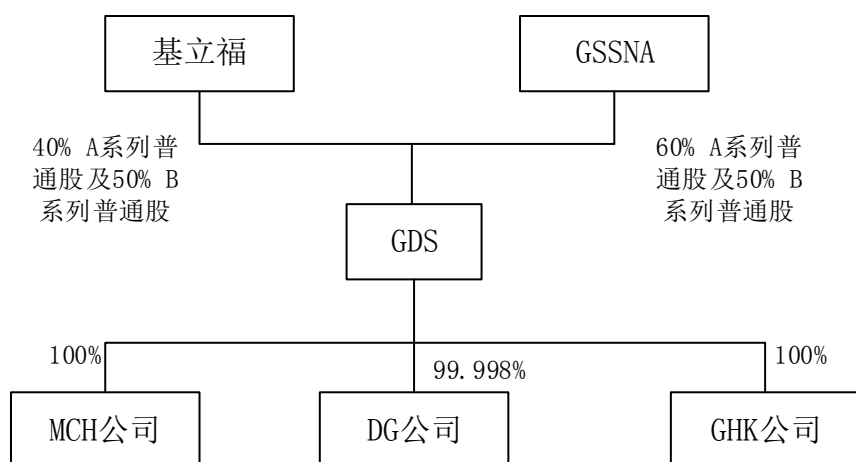 基立福
GSSNA
40% A系列普
通股及50% B
系列普通股
60% A系列普
通股及50% B
系列普通股
GDS
100%
99.998%
100%
MCH公司
DG公司
GHK公司